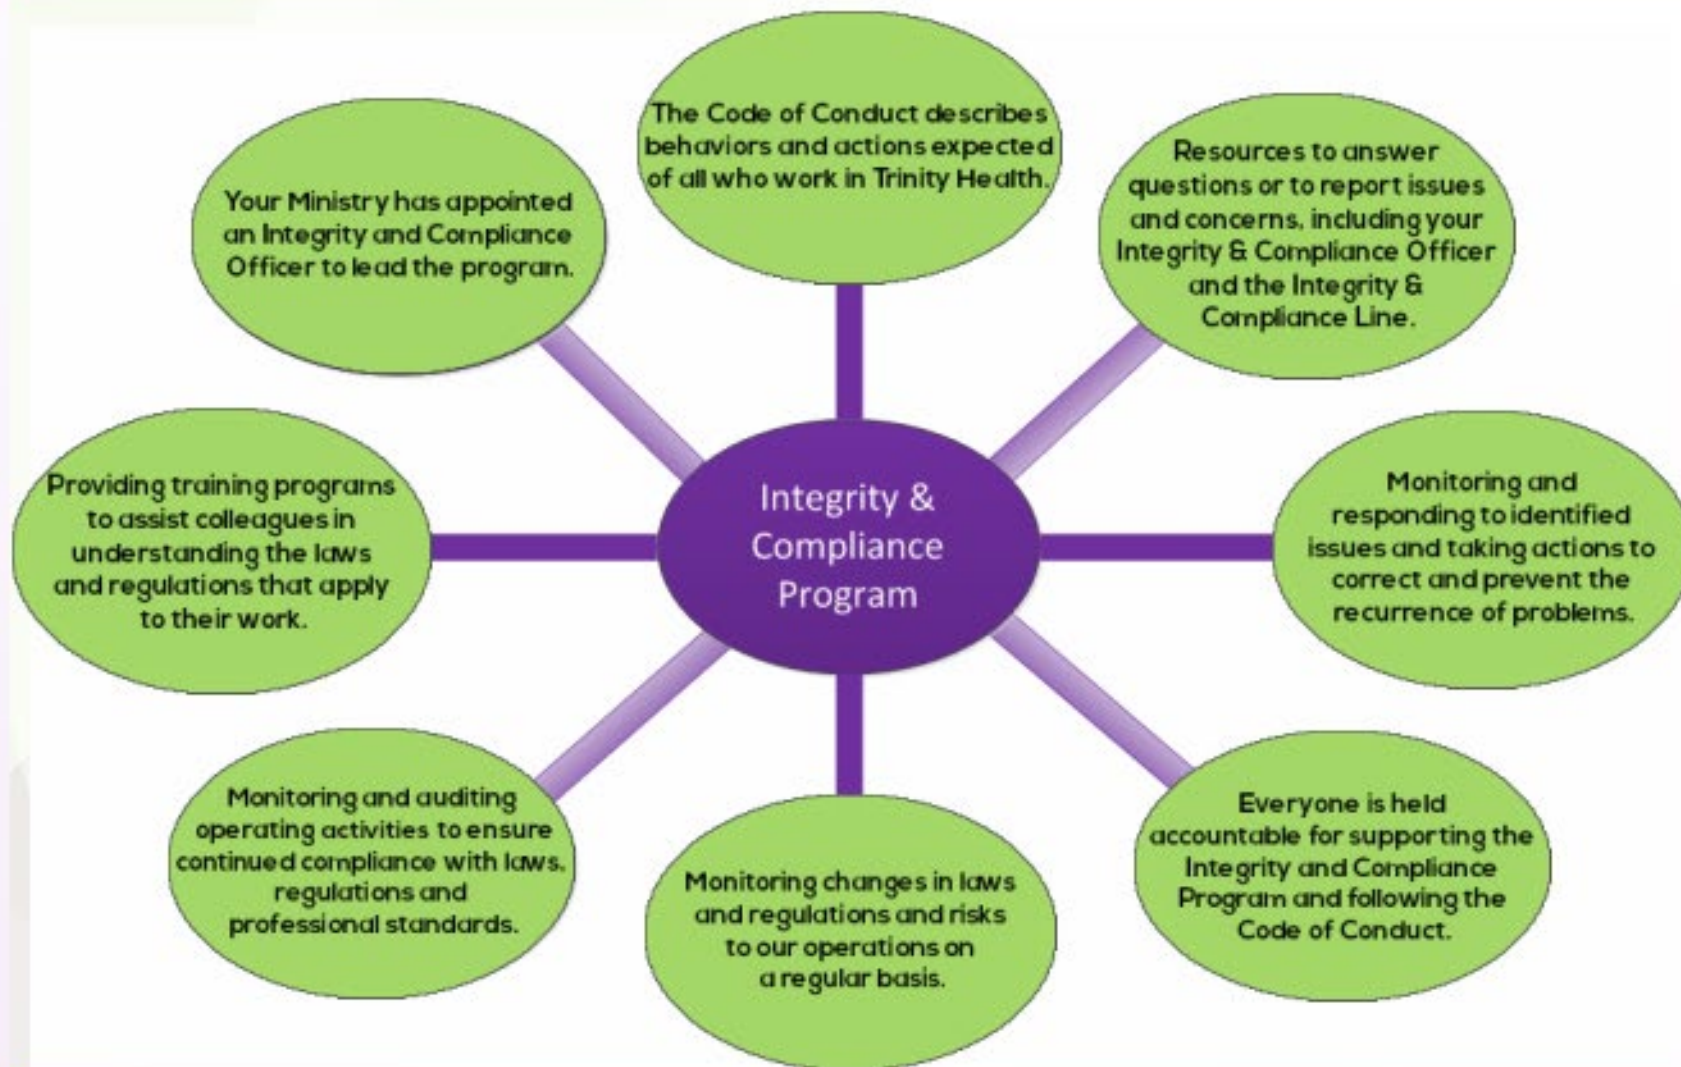 The Code of Conduct describes
behaviors and actions expected
of all who work in Trinity Health.
Resources to answer
questions or to report issues
and concerns, including your
Integrity & Compliance Officer
and the Integrity &
Compliance Line.
Monitoring and
responding to identified
issues and taking actions to
correct and prevent the
recurrence of problems.
Everyone is held
accountable for supporting the
Integrity and Compliance
Program and following the
Code of Conduct.
Monitoring changes in laws
and regulations and risks
to our operations on
a regular basis.
Monitoring and auditing
operating activities to ensure
continued compliance with laws,
regulations and
professional standards.
Providing training programs
to assist colleagues in
understanding the laws
and regulations that apply
to their work.
Your Ministry has appointed
an Integrity and Compliance
Officer to lead the program.
Integrity &
Compliance
Program